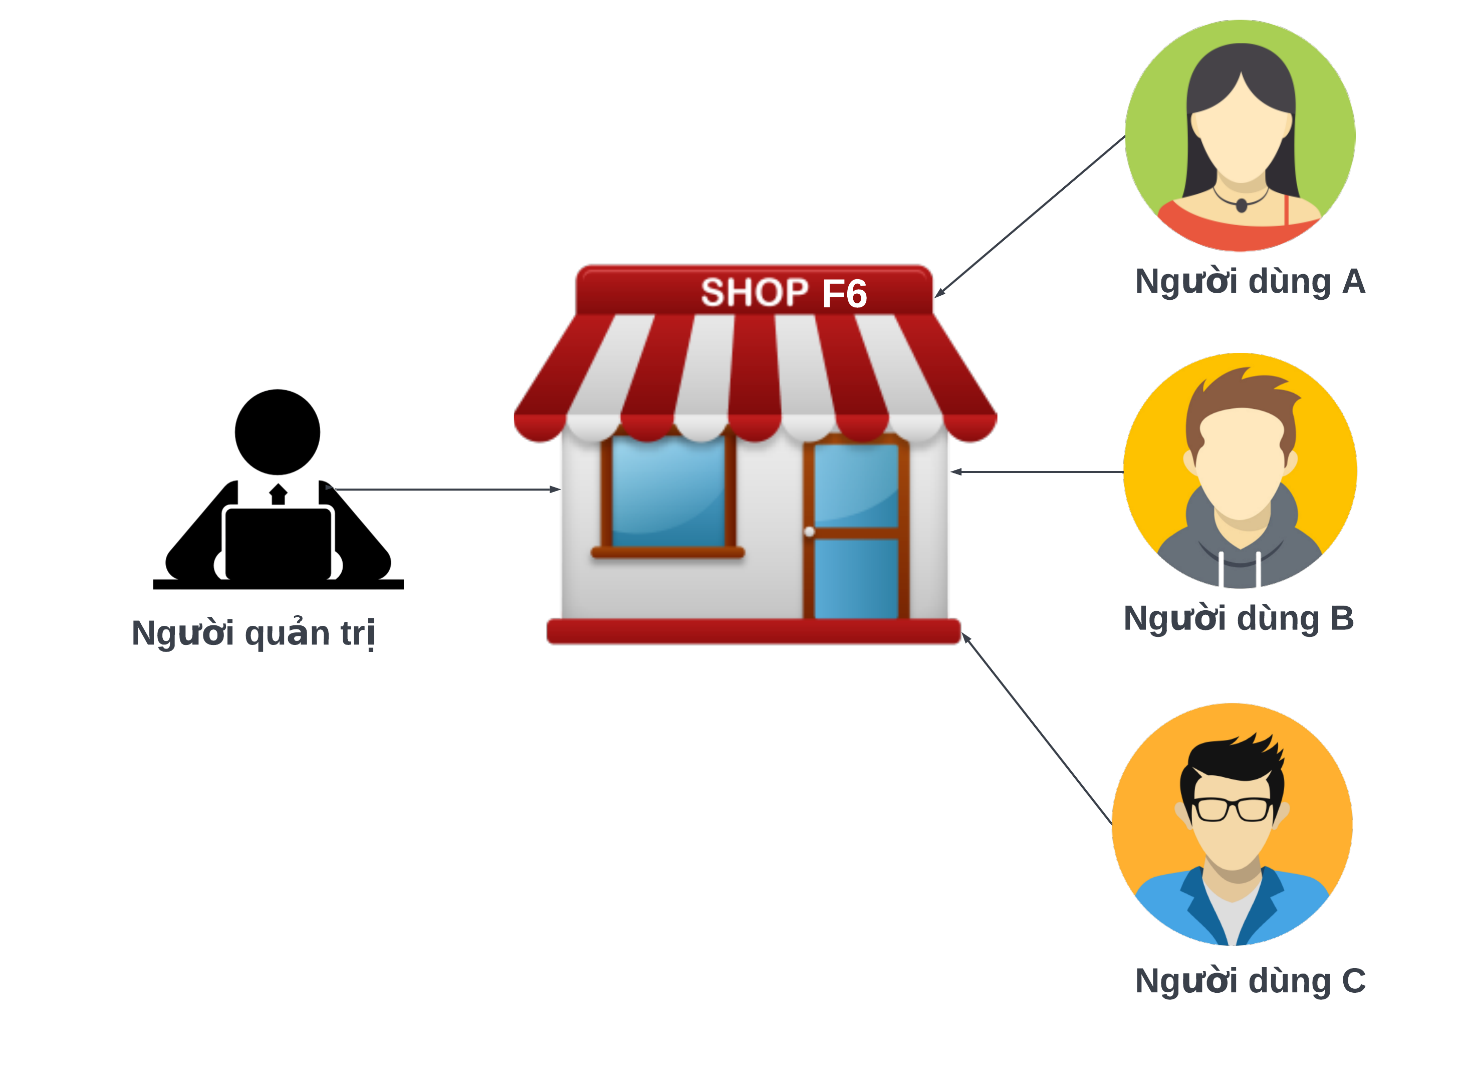 SHOP F6
Người dùng A
Người dùng B
Người quản trị
Người dùng C